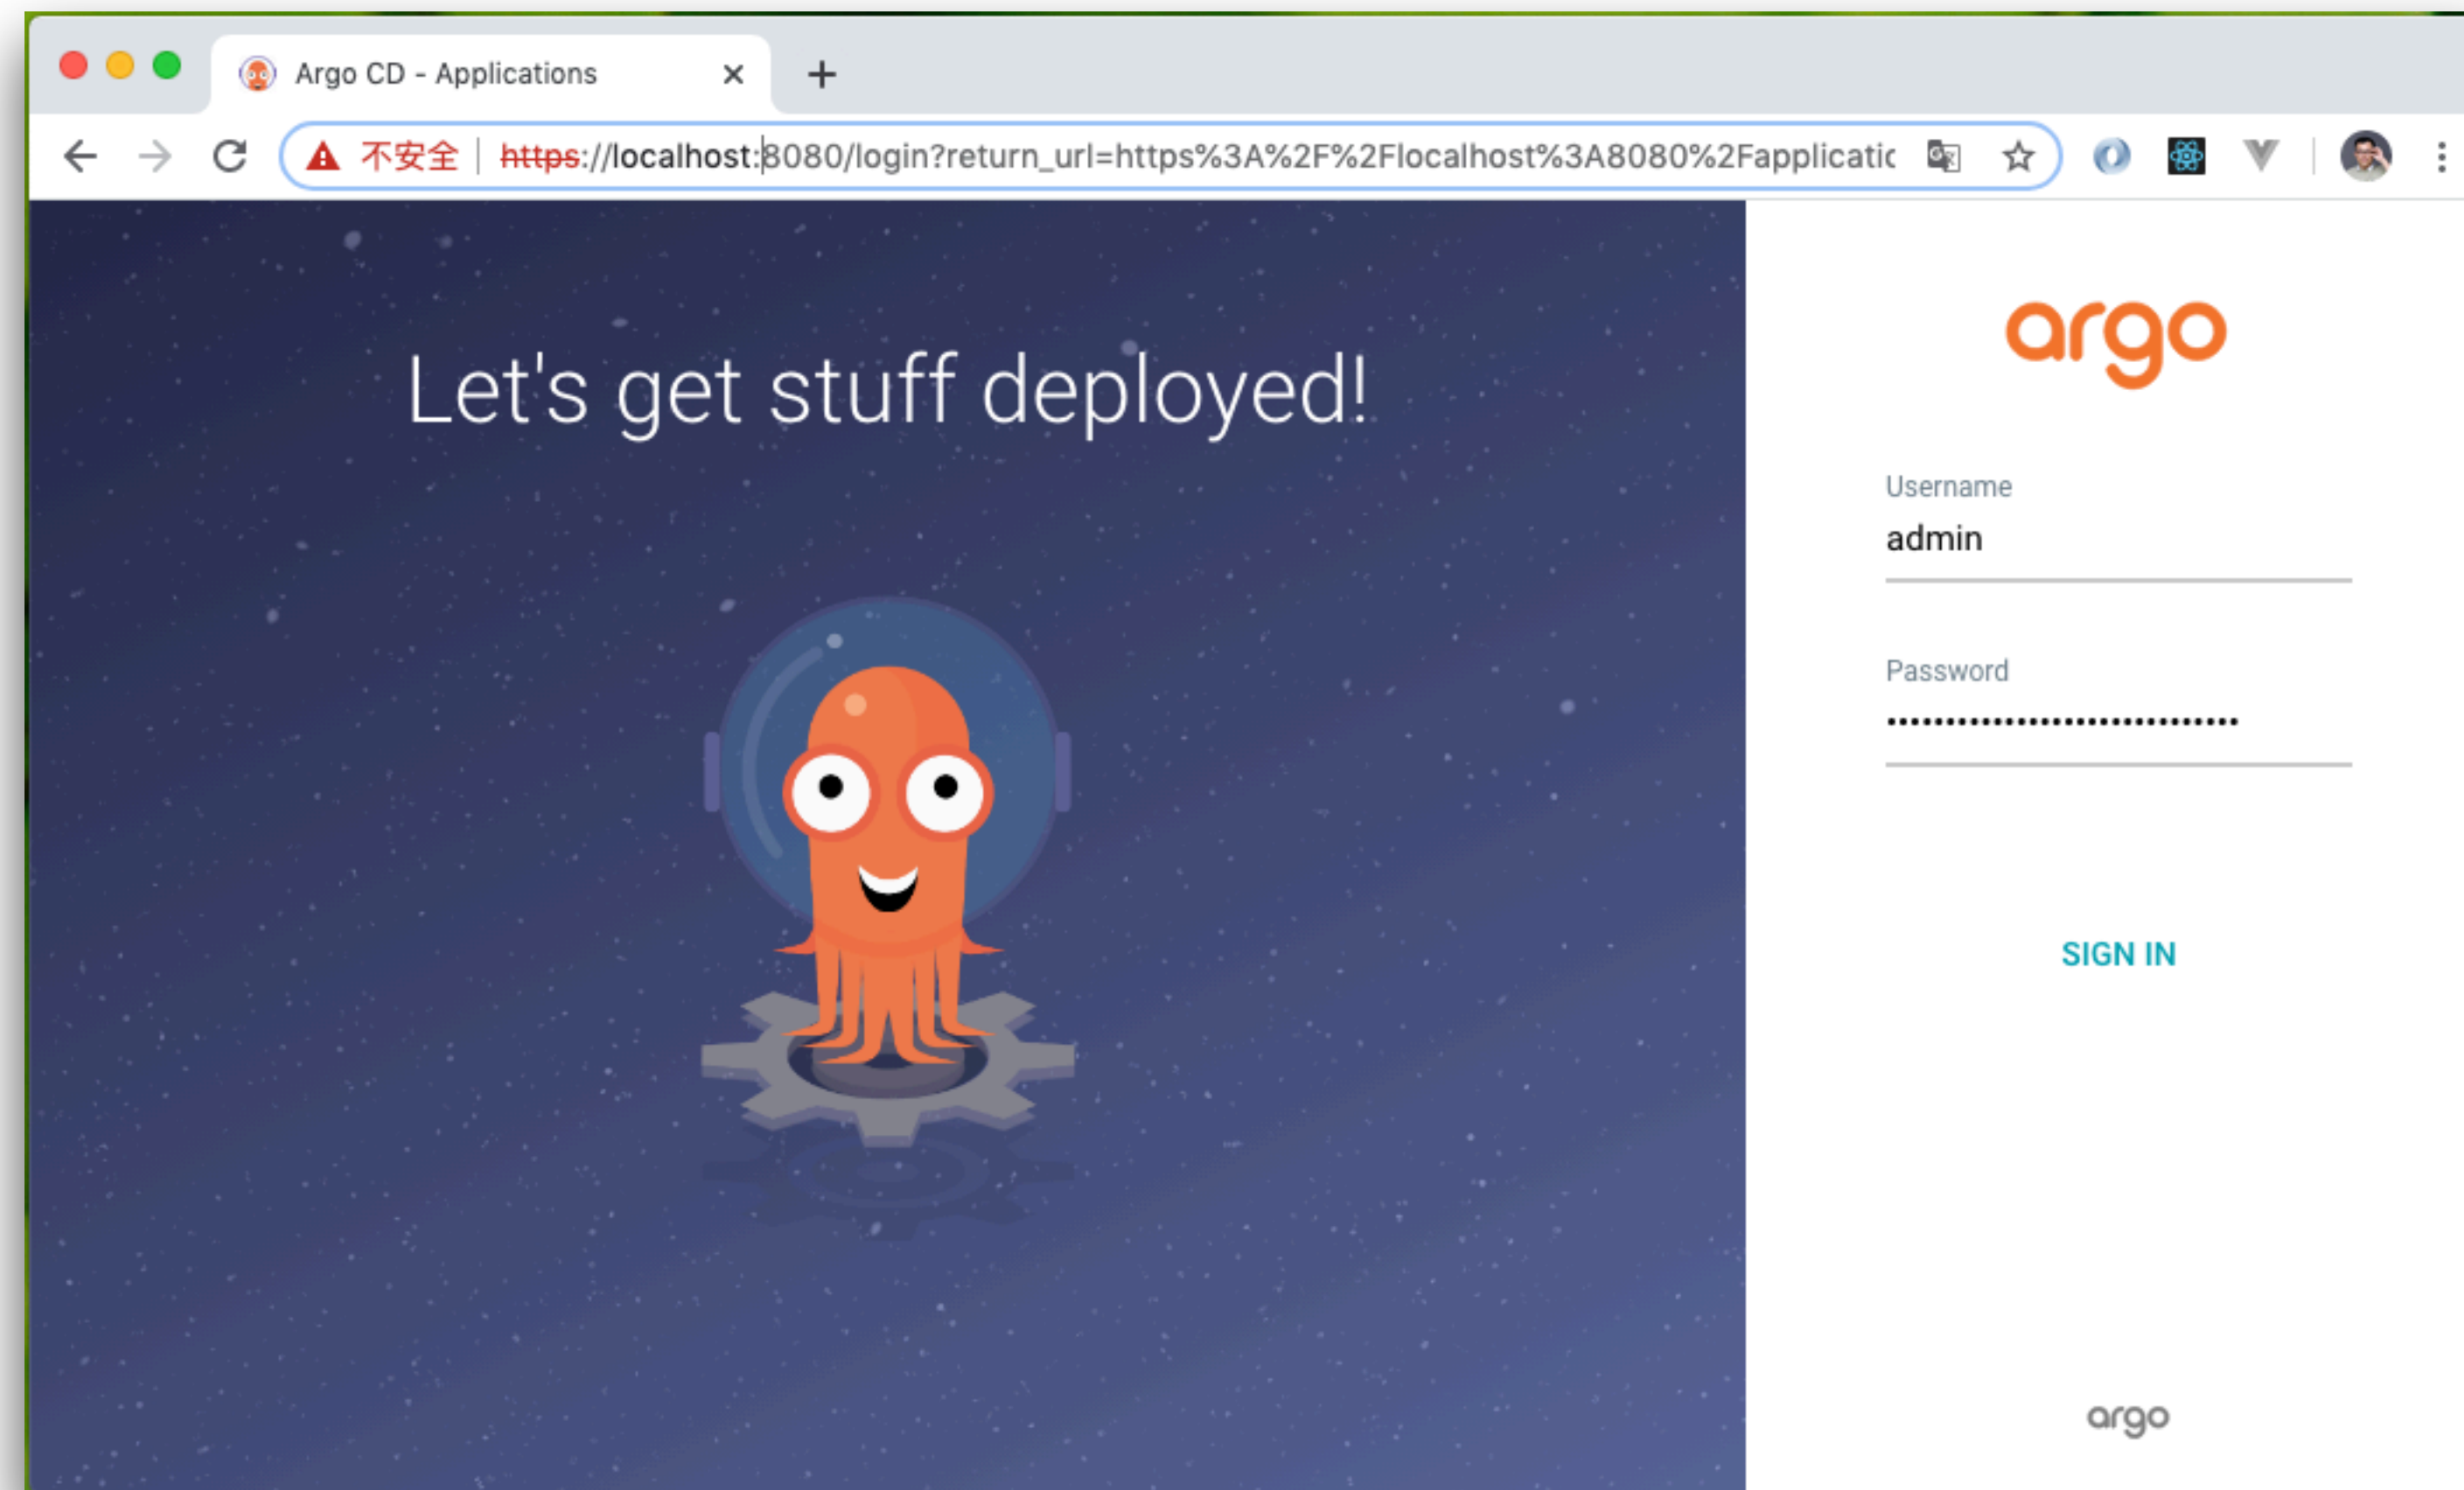 Argo CD - Applications
不安全 | https://localhost:8080/login?return_url=https%3A%2F%2Flocalhost%3A8080%2Fapplicatic
Let's get stuff deployed!
argo
Username
admin
Password
••••••••••••••••••••••••••••••
SIGN IN
argo